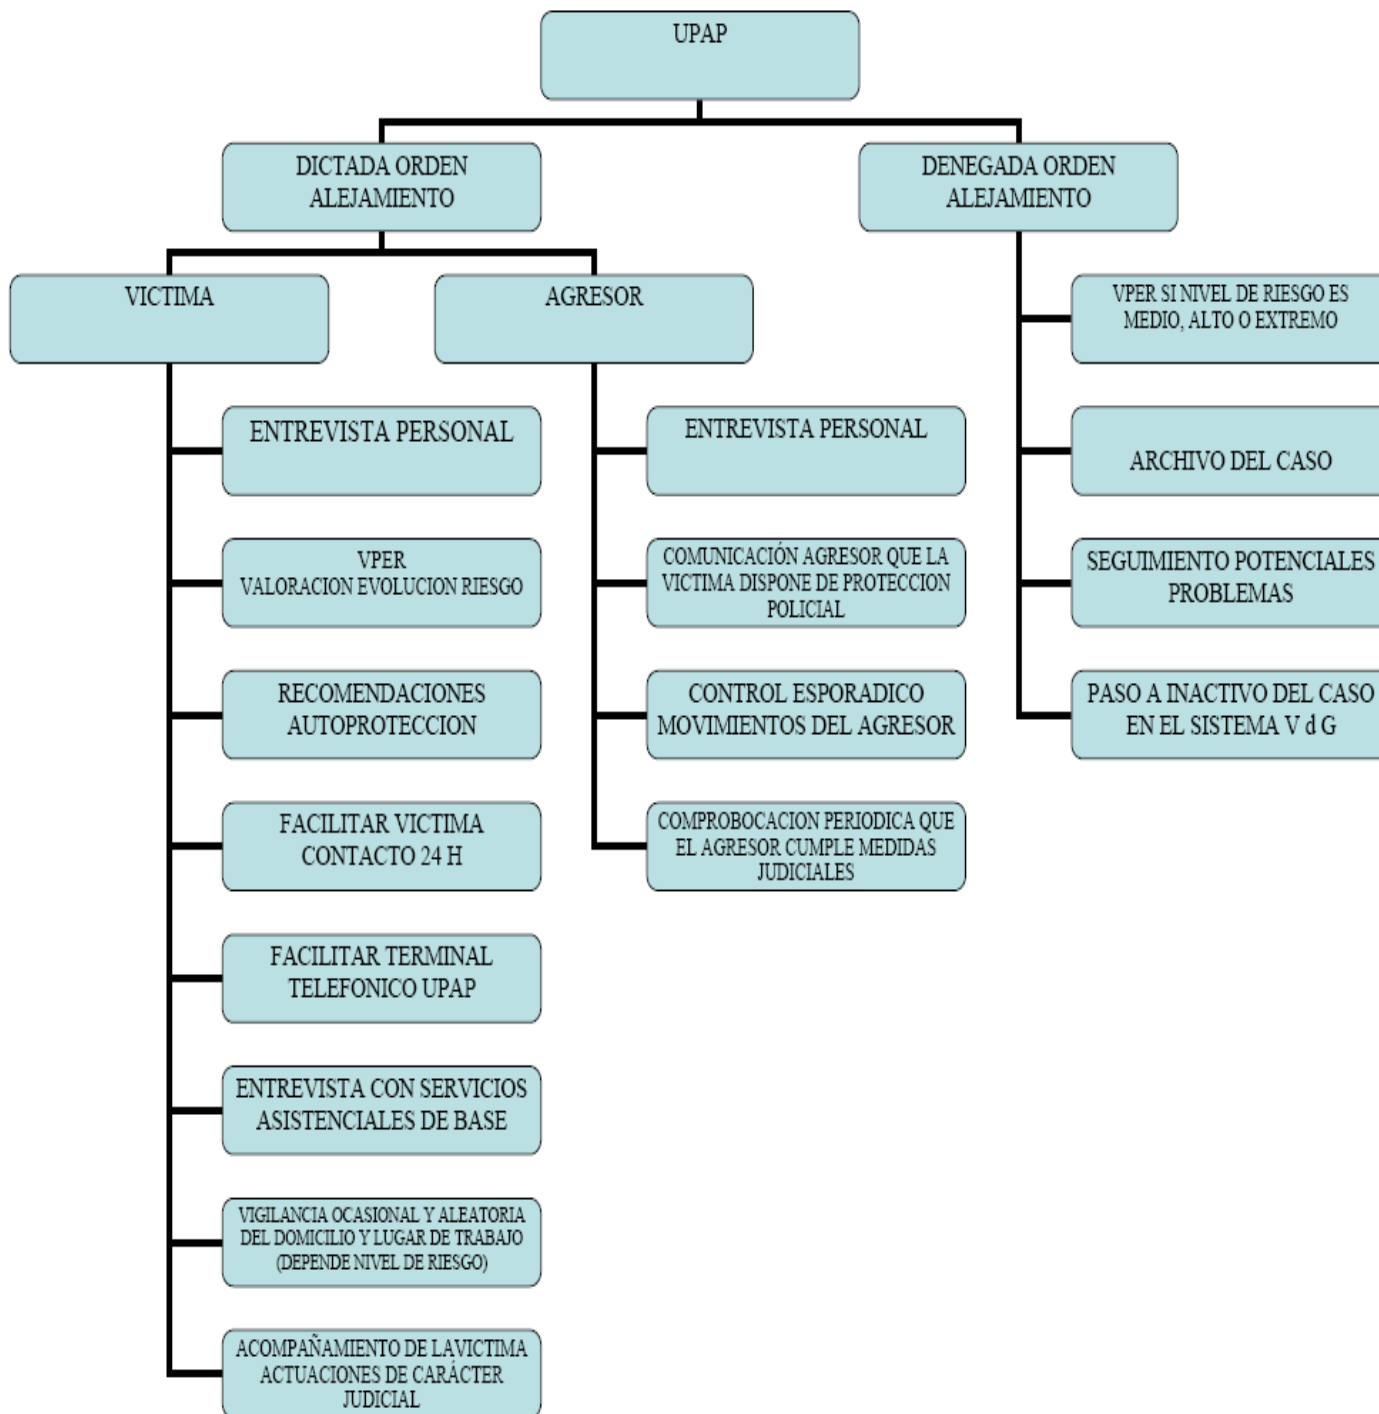 UPAP
DICTADA ORDEN
ALEJAMIENTO
DENEGADA ORDEN
ALEJAMIENTO
VICTIMA
AGRESOR
ENTREVISTA PERSONAL
VPER
VALORACION EVOLUCION RIESGO
RECOMENDACIONES
AUTOPROTECCION
FACILITAR VICTIMA
CONTACTO 24 H
FACILITAR TERMINAL
TELEFONICO UPAP
ENTREVISTA CON SERVICIOS
ASISTENCIALES DE BASE
VIGILANCIA OCASIONAL Y ALEATORIA
DEL DOMICILIO Y LUGAR DE TRABAJO
(DEPENDE NIVEL DE RIESGO)
ACOMPAÑAMIENTO DE LAVICTIMA
ACTUACIONES DE CARÁCTER
JUDICIAL
ENTREVISTA PERSONAL
COMUNICACIÓN AGRESOR QUE LA
VICTIMA DISPONE DE PROTECCION
POLICIAL
CONTROL ESPORADICO
MOVIMIENTOS DEL AGRESOR
COMPROBOCACION PERIODICA QUE
EL AGRESOR CUMPLE MEDIDAS
JUDICIALES
VPER SI NIVEL DE RIESGO ES
MEDIO, ALTO O EXTREMO
ARCHIVO DEL CASO
SEGUIMIENTO POTENCIALES
PROBLEMAS
PASO A INACTIVO DEL CASO
EN EL SISTEMA V d G